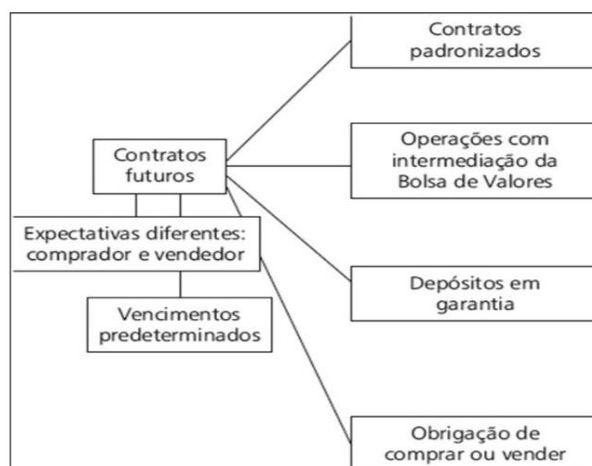 Contratos
padronizados
Operações com
intermediação da
Bolsa de Valores
Contratos
futuros
Expectativas diferentes:
comprador e vendedor
Vencimentos
predeterminados
Depósitos em
garantia
Obrigação de
comprar ou vender